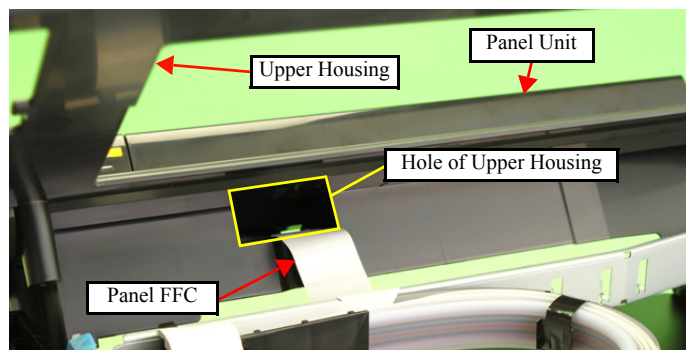 Panel Unit
Upper Housing
Hole of Upper Housing
Panel FFC